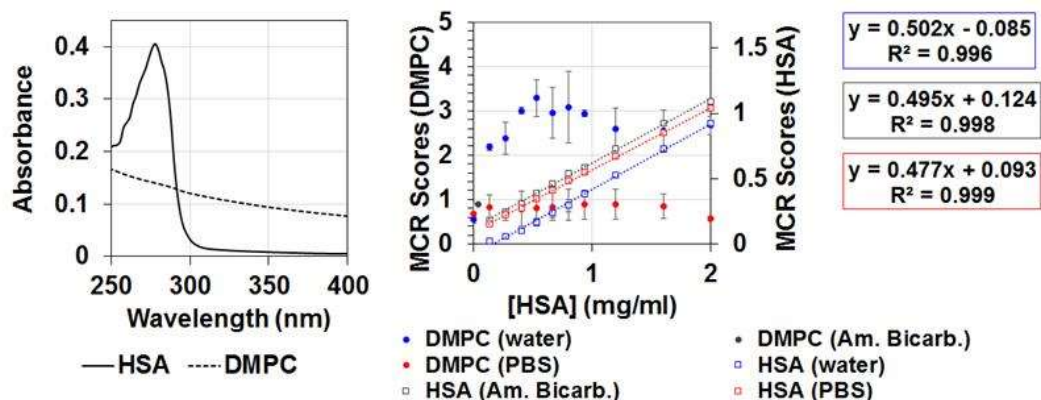 Absorbance
0.4
0.3
0.2
0.1
0
250
300
350
400
Wavelength (nm)
HSA
DMPC
MCR Scores (DMPC)
5
4
3
2
1
0
0
1
2
[HSA] (mg/ml)
1.5
1
0.5
0
MCR Scores (HSA)
DMPC (water)
DMPC (Am. Bicarb.)
DMPC (PBS)
HSA (water)
HSA (Am. Bicarb.)
HSA (PBS)
y = 0.502x - 0.085
R² = 0.996
y = 0.495x + 0.124
R² = 0.998
y = 0.477x + 0.093
R² = 0.999